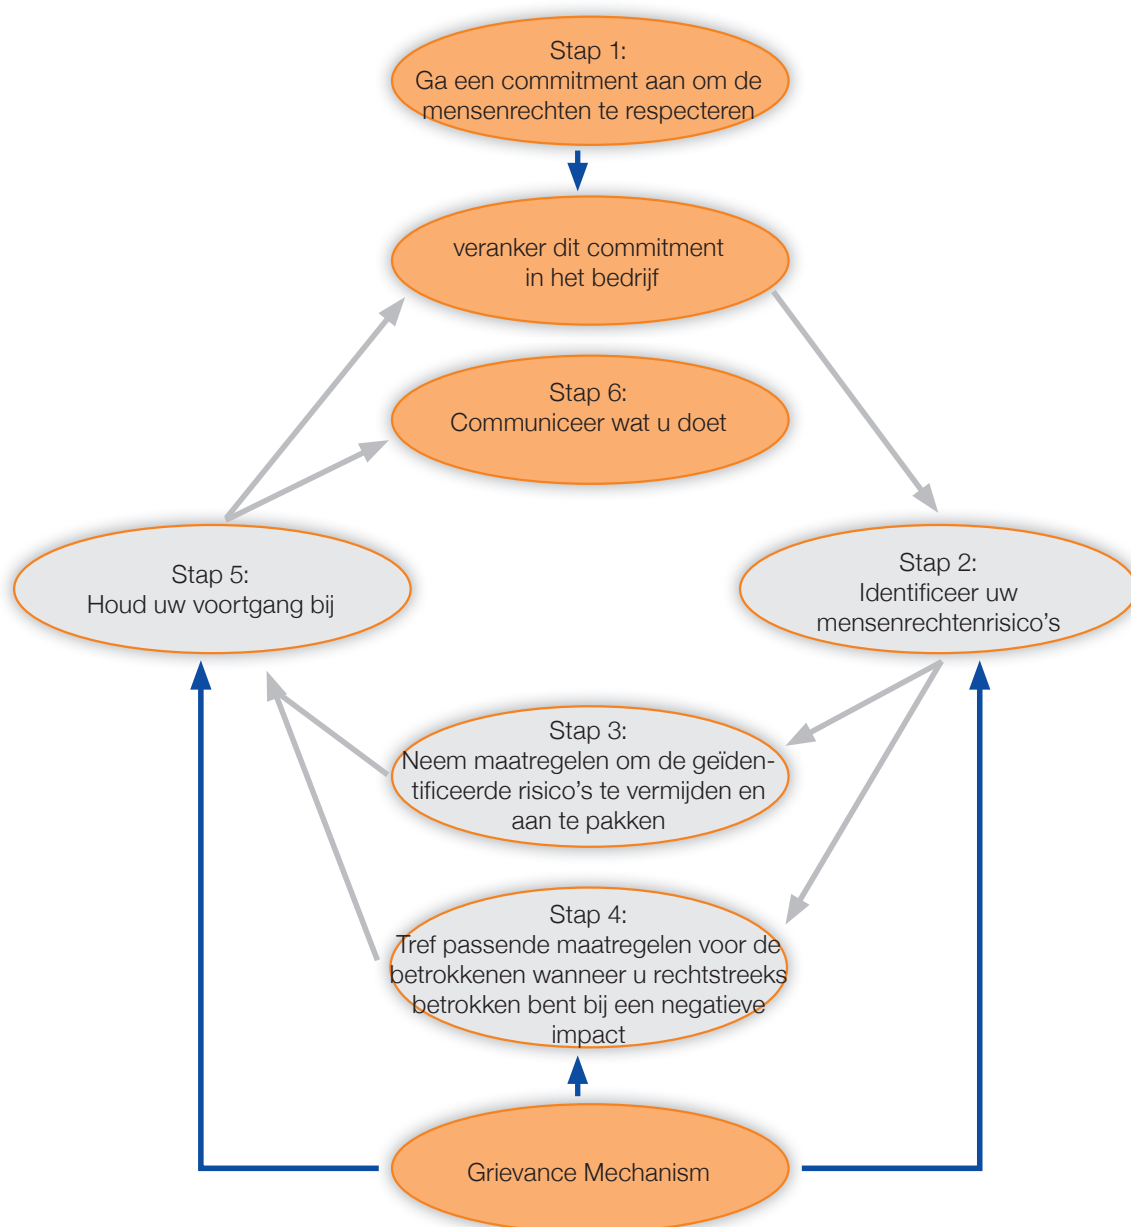 Stap 1:
Ga een commitment aan om de
mensenrechten te respecteren
veranker dit commitment
in het bedrijf
Stap 6:
Communiceer wat u doet
Stap 5:
Houd uw voortgang bij
Stap 2:
Identificeer uw
mensenrechtenrisico’s
Stap 3:
Neem maatregelen om de geïden-
tificeerde risico’s te vermijden en
aan te pakken
Stap 4:
Tref passende maatregelen voor de
betrokkenen wanneer u rechtstreeks
betrokken bent bij een negatieve
impact
Grievance Mechanism